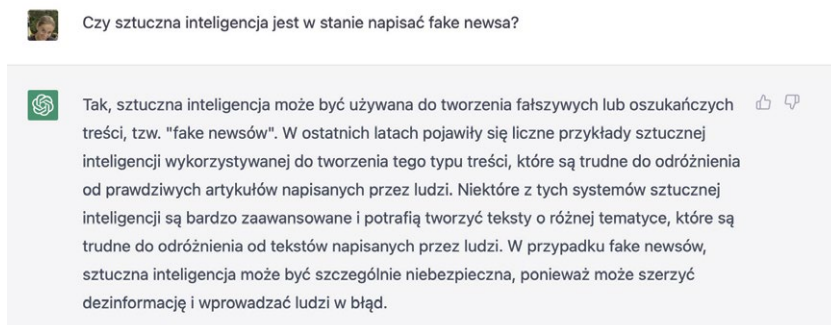 Czy sztuczna inteligencja jest w stanie napisać fake newsa?
Tak, sztuczna inteligencja może być używana do tworzenia fałszywych lub oszukańczych
treści, tzw. "fake newsów". W ostatnich latach pojawiły się liczne przykłady sztucznej
inteligencji wykorzystywanej do tworzenia tego typu treści, które są trudne do odróżnienia
od prawdziwych artykułów napisanych przez ludzi. Niektóre z tych systemów sztucznej
inteligencji są bardzo zaawansowane i potrafią tworzyć teksty o różnej tematyce, które są
trudne do odróżnienia od tekstów napisanych przez ludzi. W przypadku fake newsów,
sztuczna inteligencja może być szczególnie niebezpieczna, ponieważ może szerzyć
dezinformację i wprowadzać ludzi w błąd.